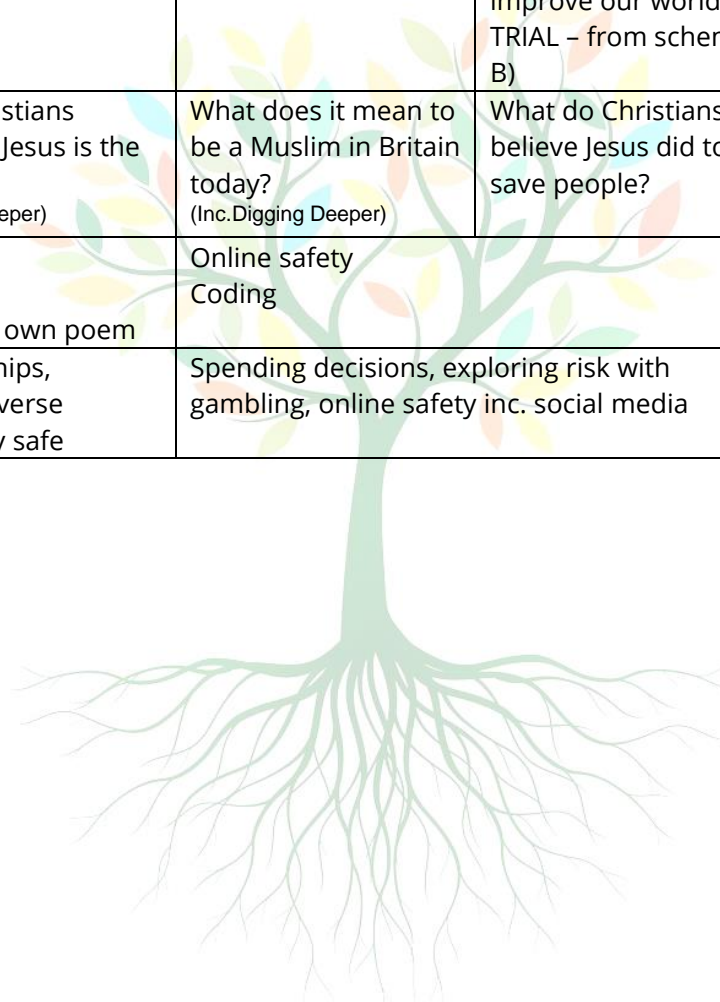 improve our world
TRIAL – from schem
B)
stians
Jesus is the
eper)
What does it mean to
be a Muslim in Britain
today?
(Inc.Digging Deeper)
What do Christians
believe Jesus did to
save people?
own poem
Online safety
Coding
hips,
verse
y safe
Spending decisions, exploring risk with
gambling, online safety inc. social media